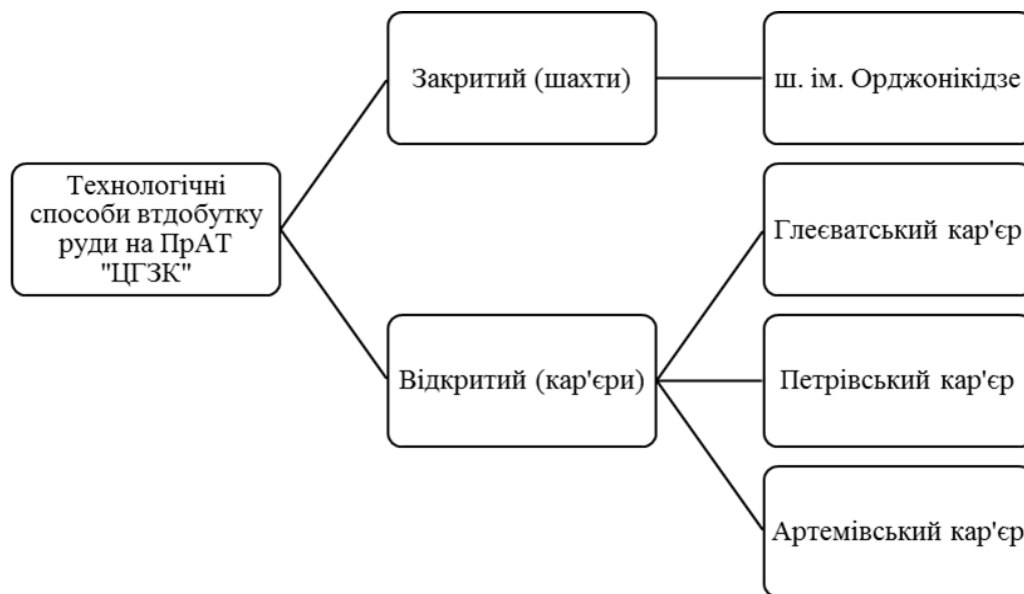 Технологічні
способи втдобутку
руди на ПрАТ
"ЦГЗК"
Закритий (шахти)
ш. ім. Орджонікідзе
Відкритий (кар'єри)
Глеєватський кар'єр
Петрівський кар'єр
Артемівський кар'єр